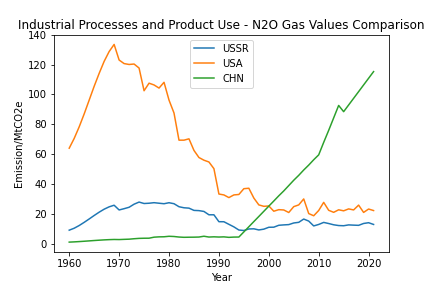 Industrial Processes and Product Use - N2O Gas Values Comparison
140
120
100
80
60
40
20
0
Emission/MtCO2e
USSR
USA
CHN
1960 1970 1980 1990 2000 2010 2020
Year